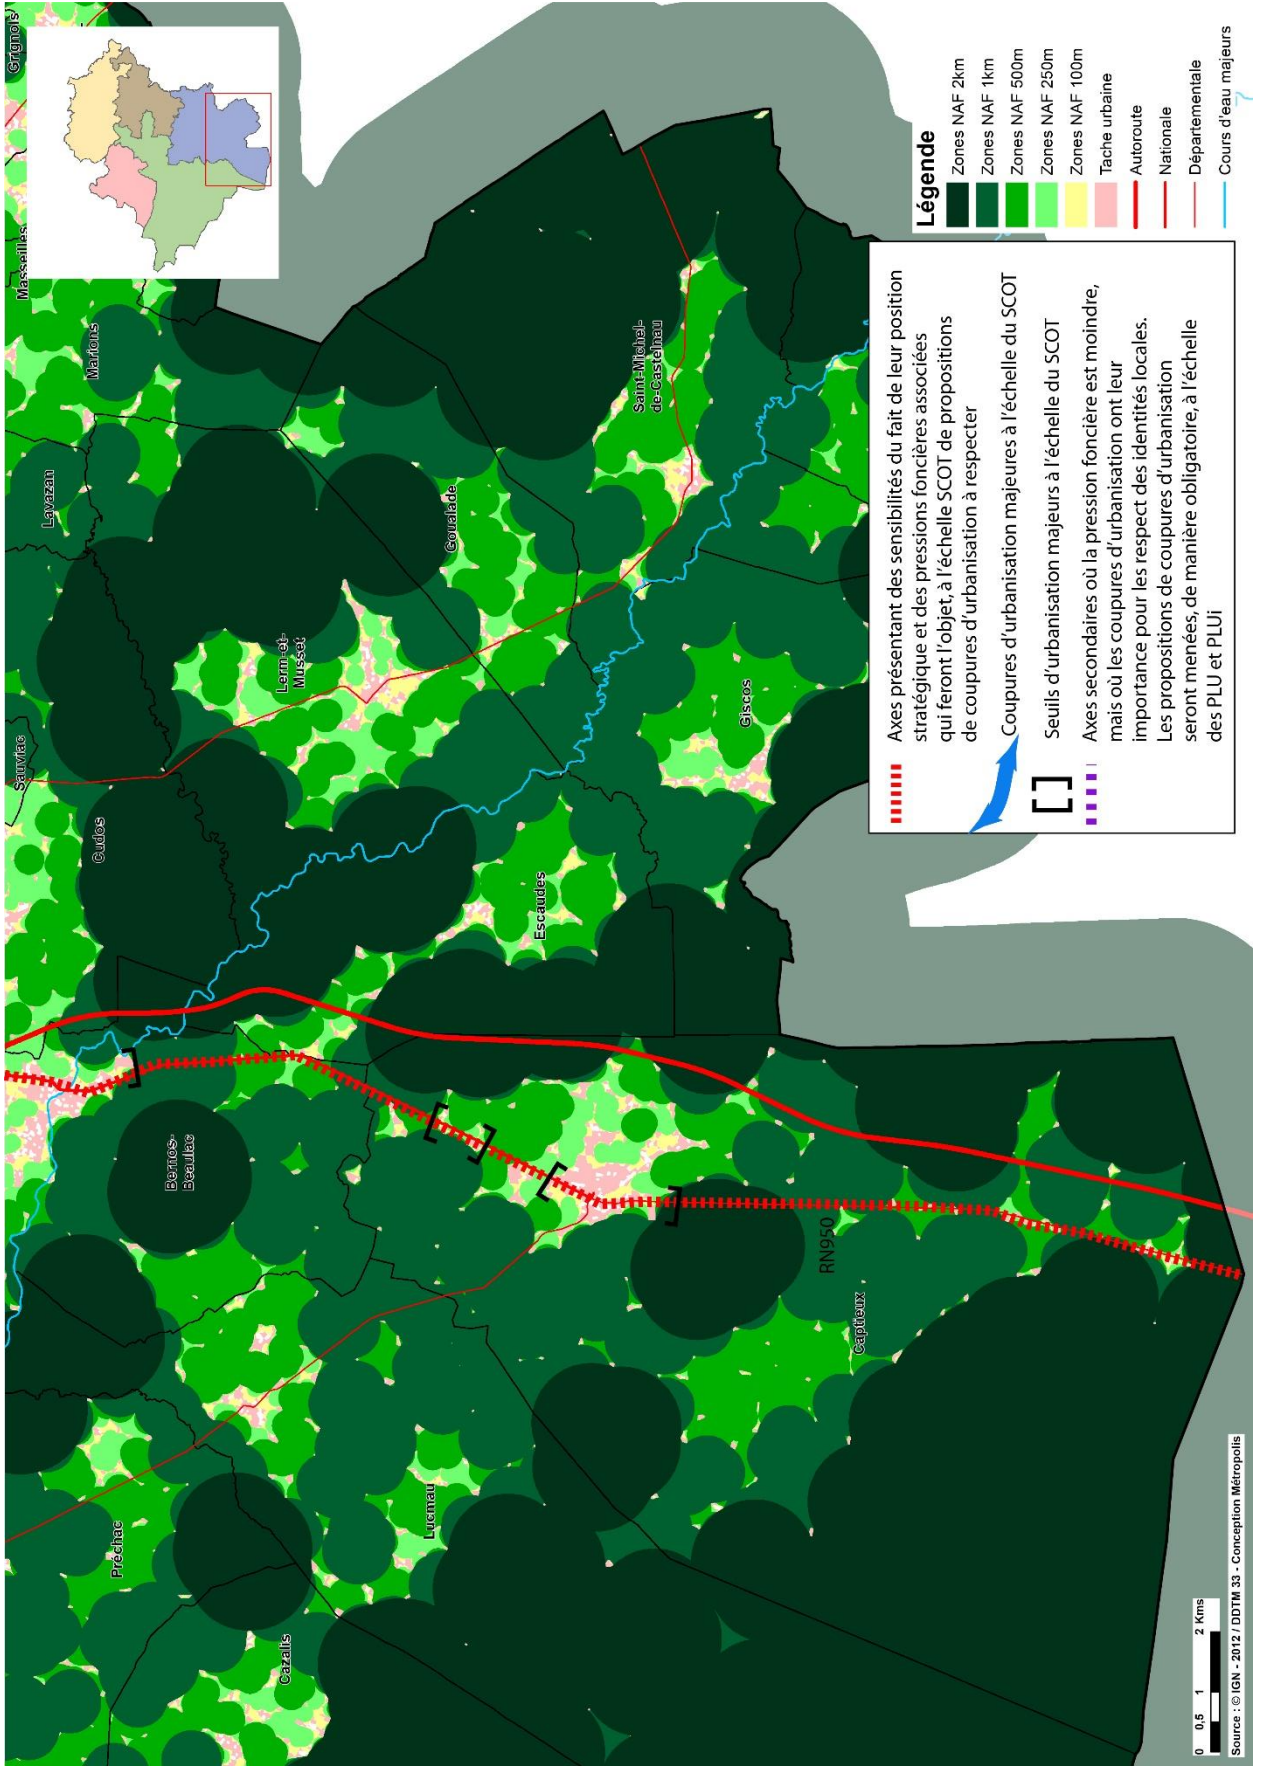 Grignols
Masseilles
Marions
Lavazan
Sauviac
Cudos
Goualade
Lerm-et-
Musset
Saint-Michel-
de-Castelnau
Giscos
Escaudes
Bernos-
Beaulac
RN950
Captieux
Préchac
Lucmau
Cazalis
Légende
Zones NAF 2km
Zones NAF 1km
Zones NAF 500m
Zones NAF 250m
Zones NAF 100m
Tache urbaine
Autoroute
Nationale
Départementale
Cours d'eau majeurs
Axes présentant des sensibilités du fait de leur position
stratégique et des pressions foncières associées
qui feront l'objet, à l'échelle SCOT de propositions
de coupures d'urbanisation à respecter
Coupures d'urbanisation majeures à l'échelle du SCOT
Seuils d'urbanisation majeurs à l'échelle du SCOT
Axes secondaires où la pression foncière est moindre,
mais où les coupures d'urbanisation ont leur
importance pour les respect des identités locales.
Les propositions de coupures d'urbanisation
seront menées, de manière obligatoire, à l'échelle
des PLU et PLUi
0 0,5 1 2 Kms
Source : © IGN - 2012 / DDTM 33 - Conception Métropolis